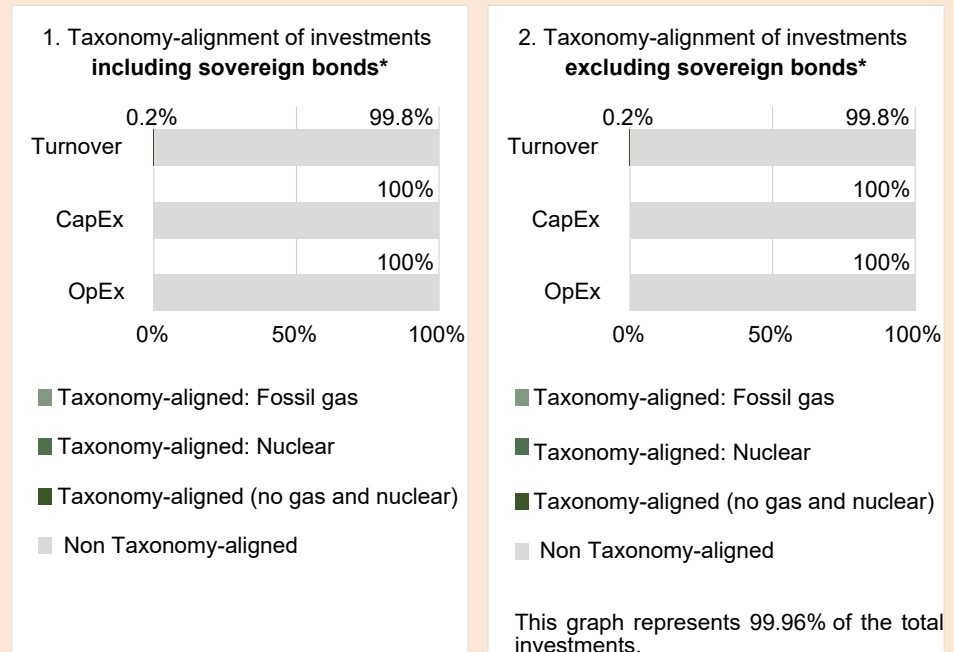 1. Taxonomy-alignment of investments
including sovereign bonds*
0.2% 99.8%
Turnover
100%
CapEx
100%
OpEx
0% 50% 100%
Taxonomy-aligned: Fossil gas
Taxonomy-aligned: Nuclear
Taxonomy-aligned (no gas and nuclear)
Non Taxonomy-aligned
2. Taxonomy-alignment of investments
excluding sovereign bonds*
0.2% 99.8%
Turnover
100%
CapEx
100%
OpEx
0% 50% 100%
Taxonomy-aligned: Fossil gas
Taxonomy-aligned: Nuclear
Taxonomy-aligned (no gas and nuclear)
Non Taxonomy-aligned
This graph represents 99.96% of the total
investments.